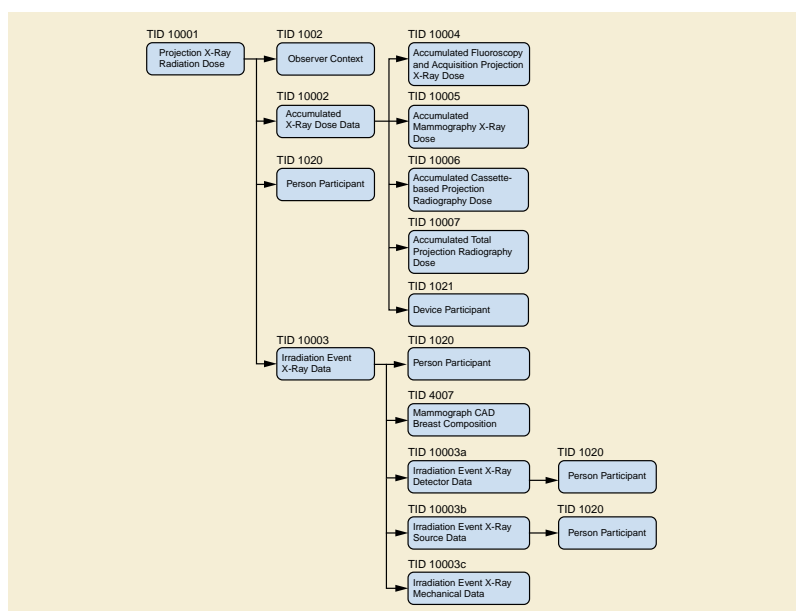 TID 10001
Projection X-Ray
Radiation Dose
TID 1002
Observer Context
TID 10002
Accumulated
X-Ray Dose Data
TID 1020
Person Participant
TID 10004
Accumulated Fluoroscopy
and Acquisition Projection
X-Ray Dose
TID 10005
Accumulated
Mammography X-Ray
Dose
TID 10006
Accumulated Cassette-
based Projection
Radiography Dose
TID 10007
Accumulated Total
Projection Radiography
Dose
TID 1021
Device Participant
TID 10003
Irradiation Event
X-Ray Data
TID 1020
Person Participant
TID 4007
Mammograph CAD
Breast Composition
TID 10003a
Irradiation Event X-Ray
Detector Data
TID 1020
Person Participant
TID 10003b
Irradiation Event X-Ray
Source Data
TID 1020
Person Participant
TID 10003c
Irradiation Event X-Ray
Mechanical Data